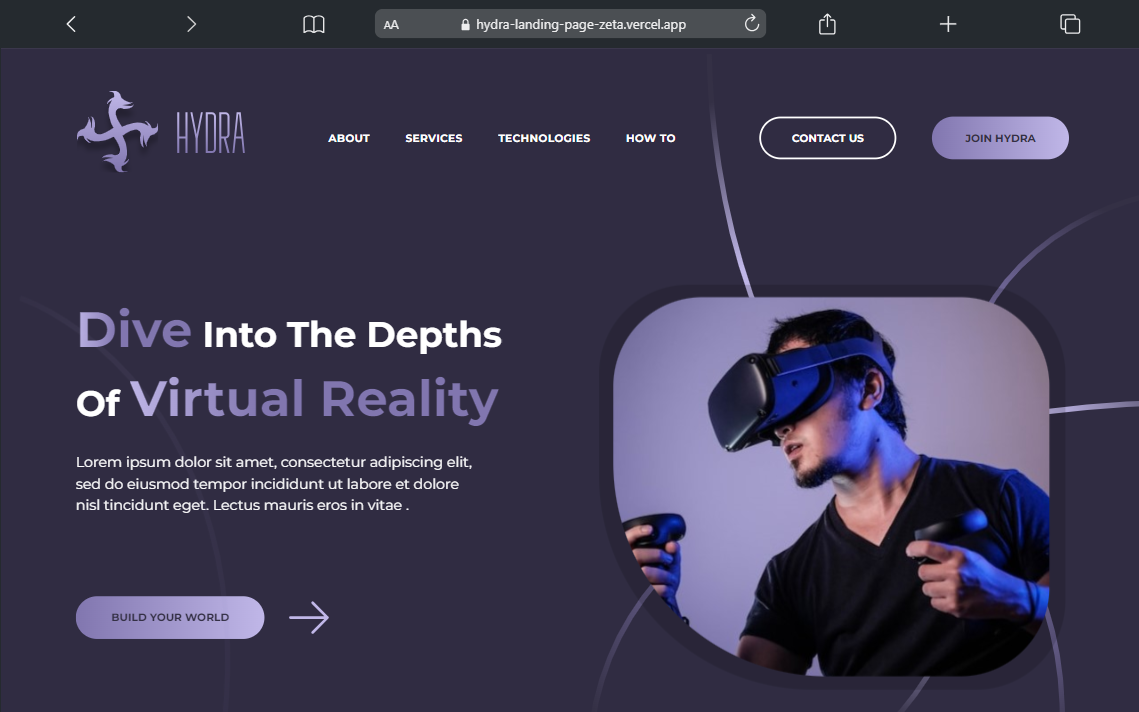 AA
hydra-landing-page-zeta.vercel.app
HYDRA
ABOUT
SERVICES
TECHNOLOGIES
HOW TO
CONTACT US
JOIN HYDRA
Dive Into The Depths
Of Virtual Reality
Lorem ipsum dolor sit amet, consectetur adipiscing elit,
sed do eiusmod tempor incididunt ut labore et dolore
nisl tincidunt eget. Lectus mauris eros in vitae .
BUILD YOUR WORLD